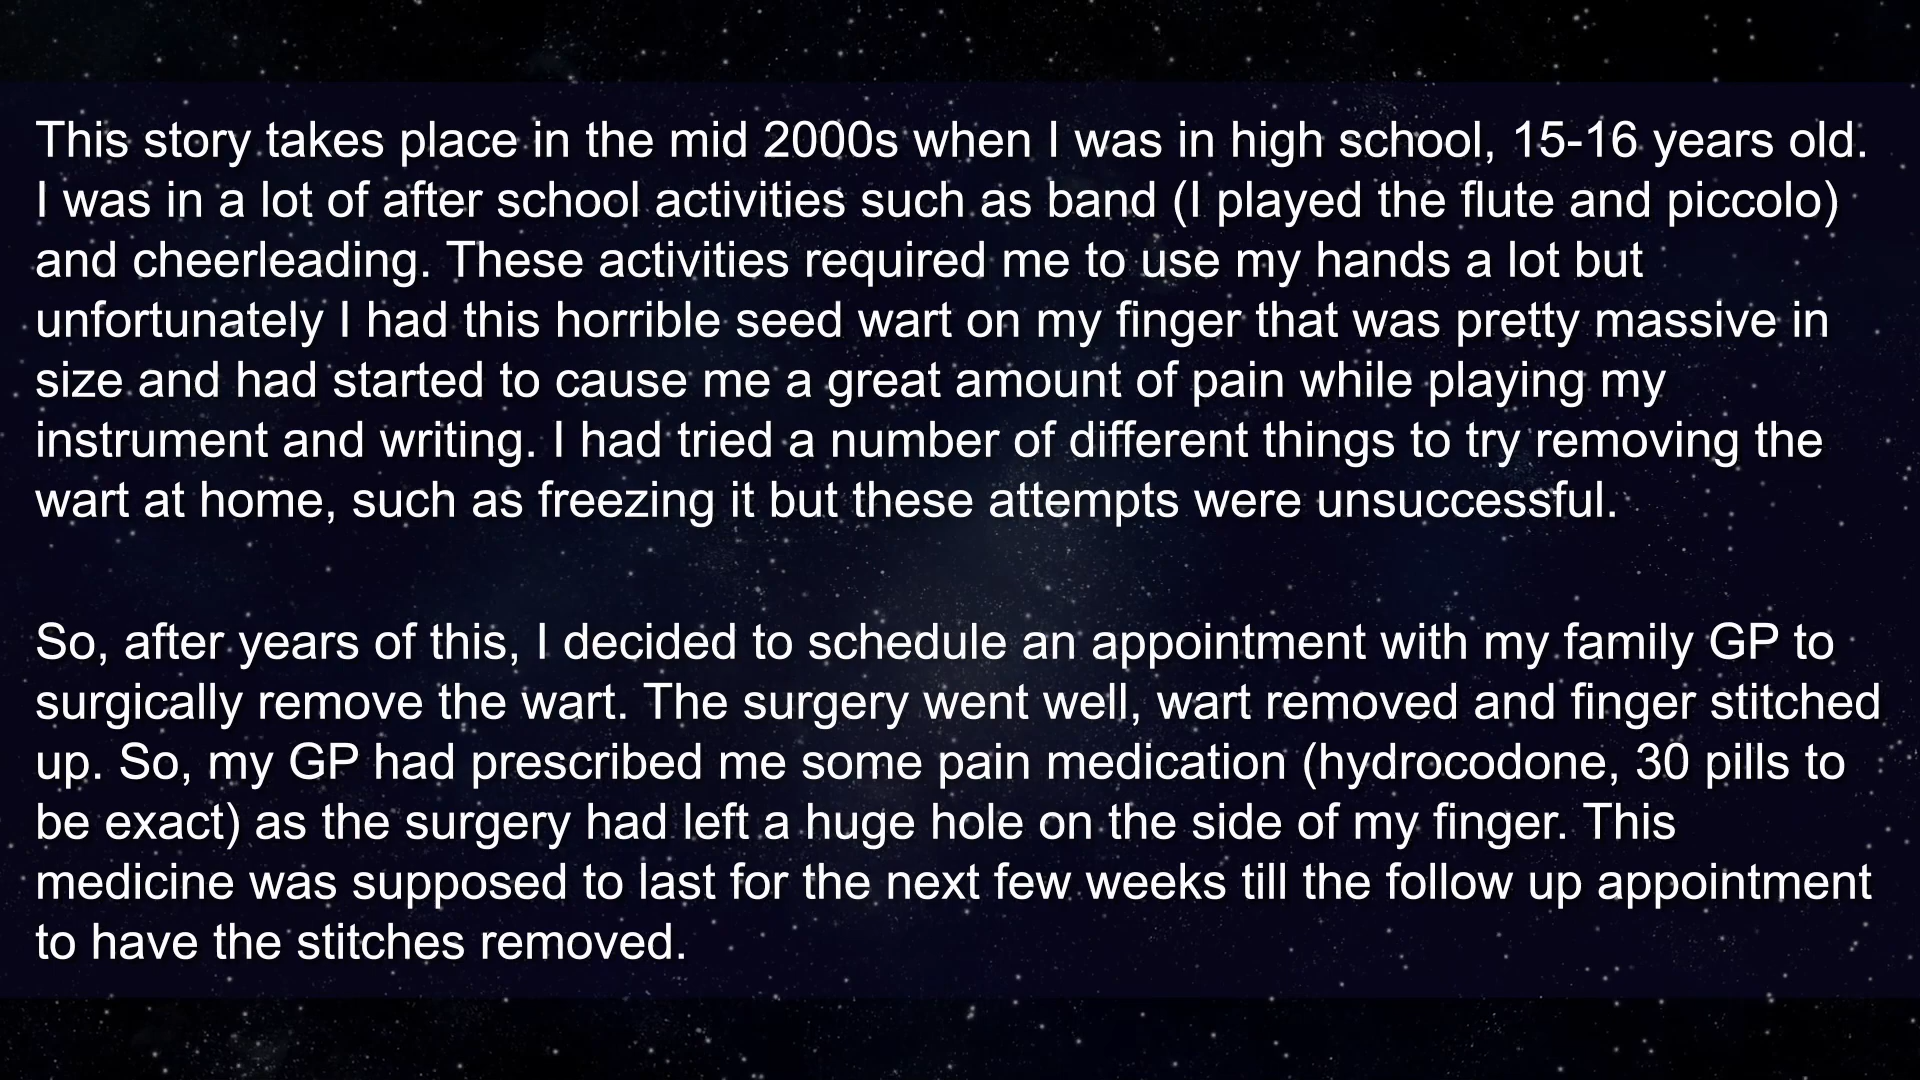 This story takes place in the mid 2000s when I was in high school, 15-16 years old.
I was in a lot of after school activities such as band (I played the flute and piccolo)
and cheerleading. These activities required me to use my hands a lot but
unfortunately I had this horrible seed wart on my finger that was pretty massive in
size and had started to cause me a great amount of pain while playing my
instrument and writing. I had tried a number of different things to try removing the
wart at home, such as freezing it but these attempts were unsuccessful.
So, after years of this, I decided to schedule an appointment with my family GP to
surgically remove the wart. The surgery went well, wart removed and finger stitched
up. So, my GP had prescribed me some pain medication (hydrocodone, 30 pills to
be exact) as the surgery had left a huge hole on the side of my finger. This
medicine was supposed to last for the next few weeks till the follow up appointment
to have the stitches removed.